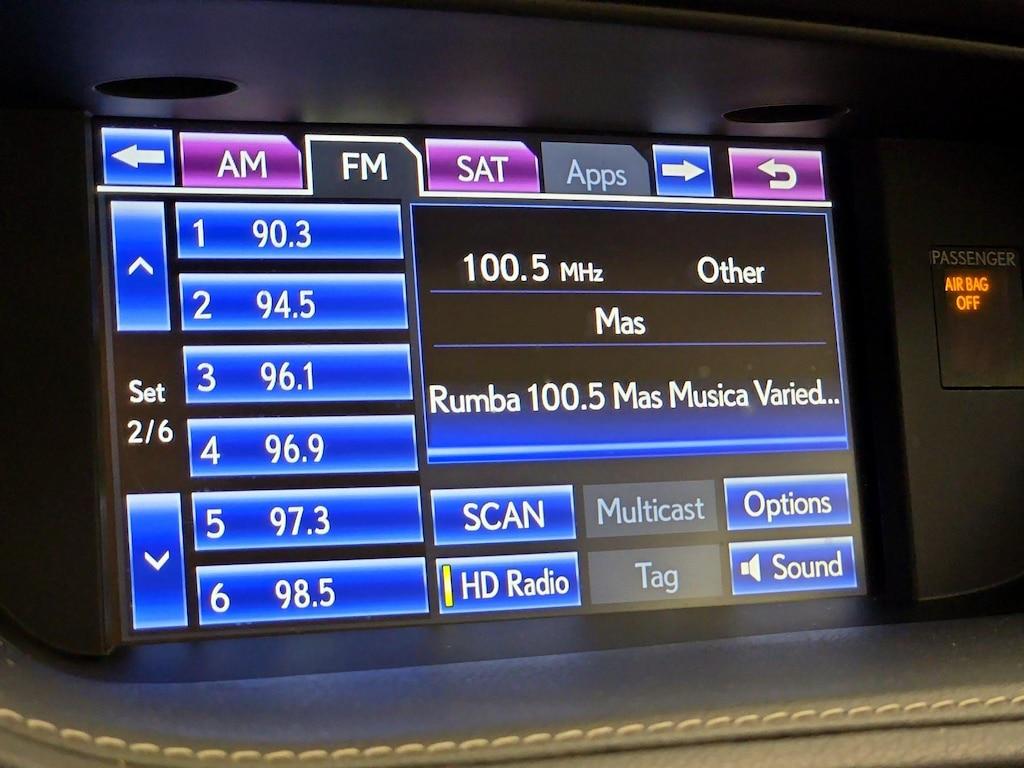 AM FM SAT Apps
1 90.3
2 94.5
3 96.1
4 96.9
5 97.3
6 98.5
Set
2/6
100.5 MHz Other
Mas
Rumba 100.5 Mas Musica Varied...
SCAN Multicast Options
HD Radio Tag Sound
PASSENGER
AIR BAG
OFF